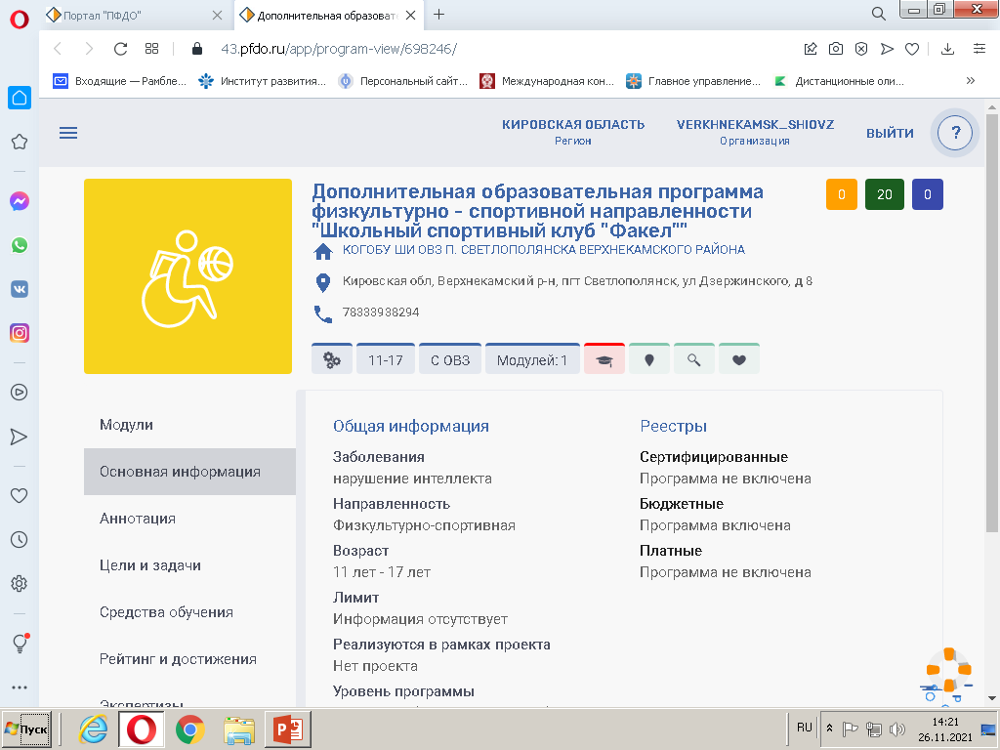 Портал "ПФДО"
Дополнительная образоват
43.pfdo.ru/app/program-view/698246/
Входящие — Рамбле...
Институт развития...
Персональный сайт...
Международная кон...
Главное управление...
Дистанционные оли...
КИРОВСКАЯ ОБЛАСТЬ
Регион
VERKHNEKAMSK_SHIOVZ
Организация
ВЫЙТИ
?
Дополнительная образовательная программа
физкультурно - спортивной направленности
"Школьный спортивный клуб "Факел""
0
20
0
КОГОБУ ШИ ОВЗ П. СВЕТЛОПОЛЯНСКА ВЕРХНЕКАМСКОГО РАЙОНА
Кировская обл, Верхнекамский р-н, пгт Светлополянск, ул Дзержинского, д 8
78333938294
11-17
С ОВЗ
Модулей: 1
Модули
Основная информация
Аннотация
Цели и задачи
Средства обучения
Рейтинг и достижения
Экспертизы
Общая информация
Заболевания
нарушение интеллекта
Направленность
Физкультурно-спортивная
Возраст
11 лет - 17 лет
Лимит
Информация отсутствует
Реализуются в рамках проекта
Нет проекта
Уровень программы
Реестры
Сертифицированные
Программа не включена
Бюджетные
Программа включена
Платные
Программа не включена
Пуск
RU
14:21
26.11.2021